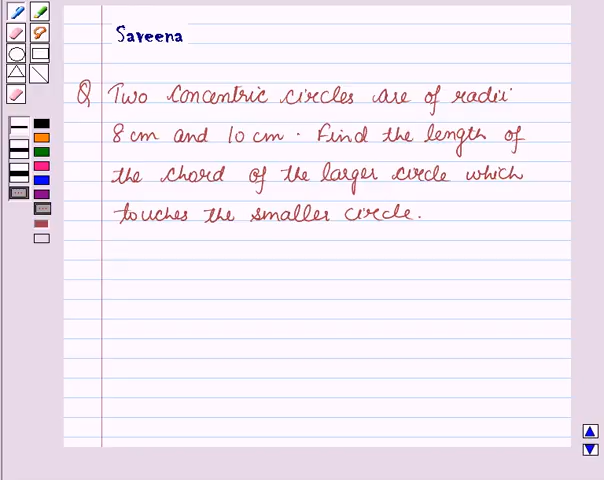 Saveena
Q Two concentric circles are of radii
8 cm and 10 cm. Find the length of
the chord of the larger circle which
touches the smaller circle.